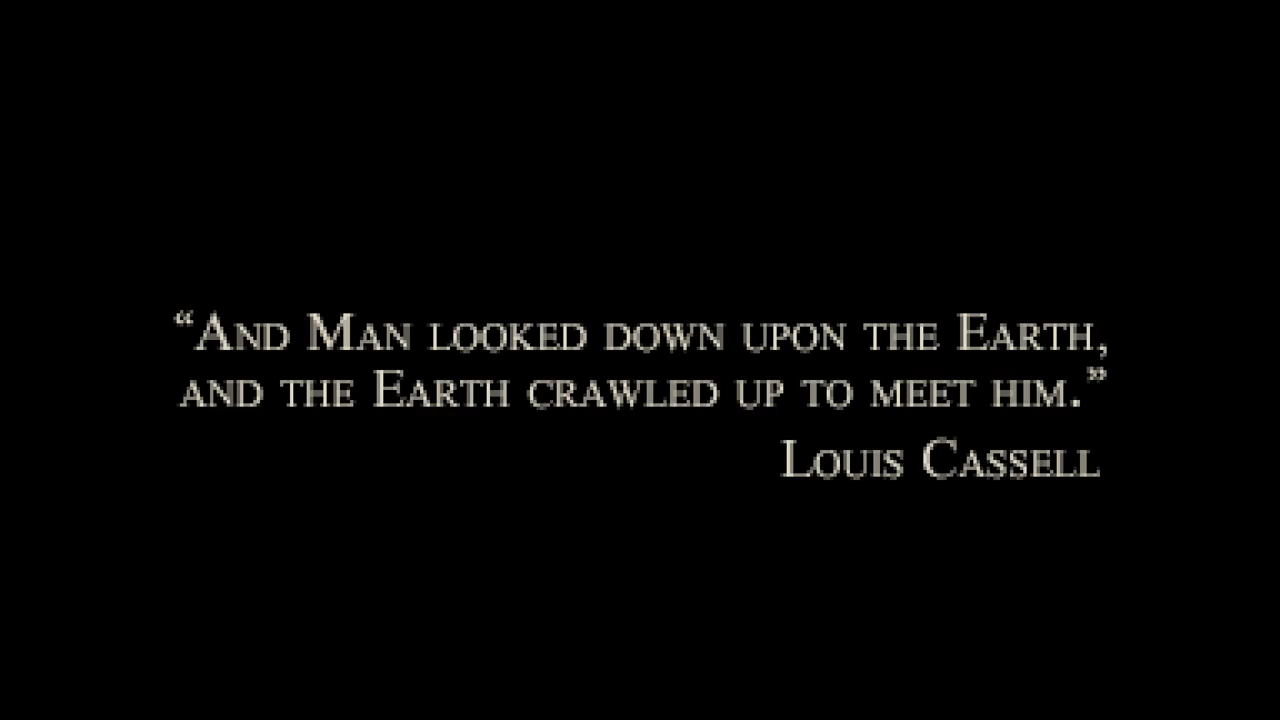 “And Man looked down upon the Earth,
and the Earth crawled up to meet him.”
Louis Cassell